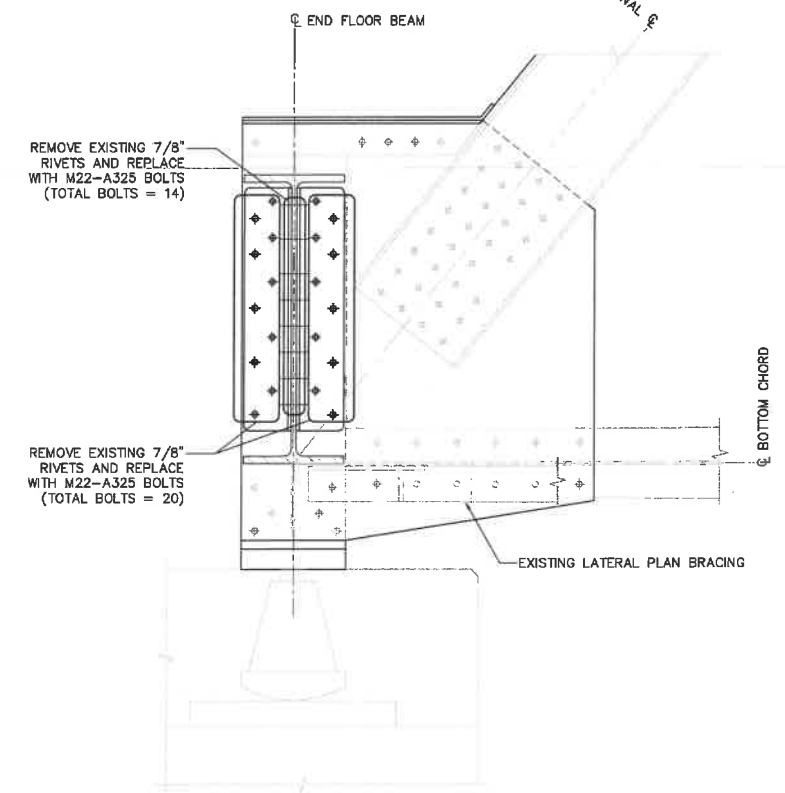 ℄ END FLOOR BEAM
℄
REMOVE EXISTING 7/8"
RIVETS AND REPLACE
WITH M22-A325 BOLTS
(TOTAL BOLTS = 14)
℄ BOTTOM CHORD
REMOVE EXISTING 7/8"
RIVETS AND REPLACE
WITH M22-A325 BOLTS
(TOTAL BOLTS = 20)
EXISTING LATERAL PLAN BRACING